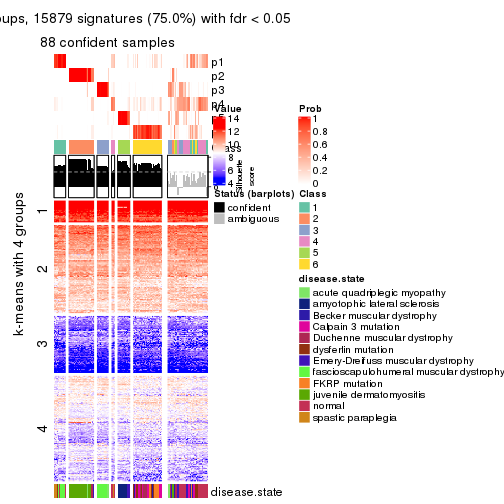 oups, 15879 signatures (75.0%) with fdr < 0.05
88 confident samples
p1
p2
p3
p4
Value
14
12
10
8
6
4
Silhouette
score
Prob
1
0.8
0.6
0.4
0.2
0
Status (barplots)
confident
ambiguous
Class
1
2
3
4
5
6
disease.state
acute quadriplegic myopathy
amyotophic lateral sclerosis
Becker muscular dystrophy
Calpain 3 mutation
Duchenne muscular dystrophy
dysferlin mutation
Emery-Dreifuss muscular dystrophy
fascioscapulohumeral muscular dystrophy
FKRP mutation
juvenile dermatomyositis
normal
spastic paraplegia
k-means with 4 groups
1
2
3
4
disease.state